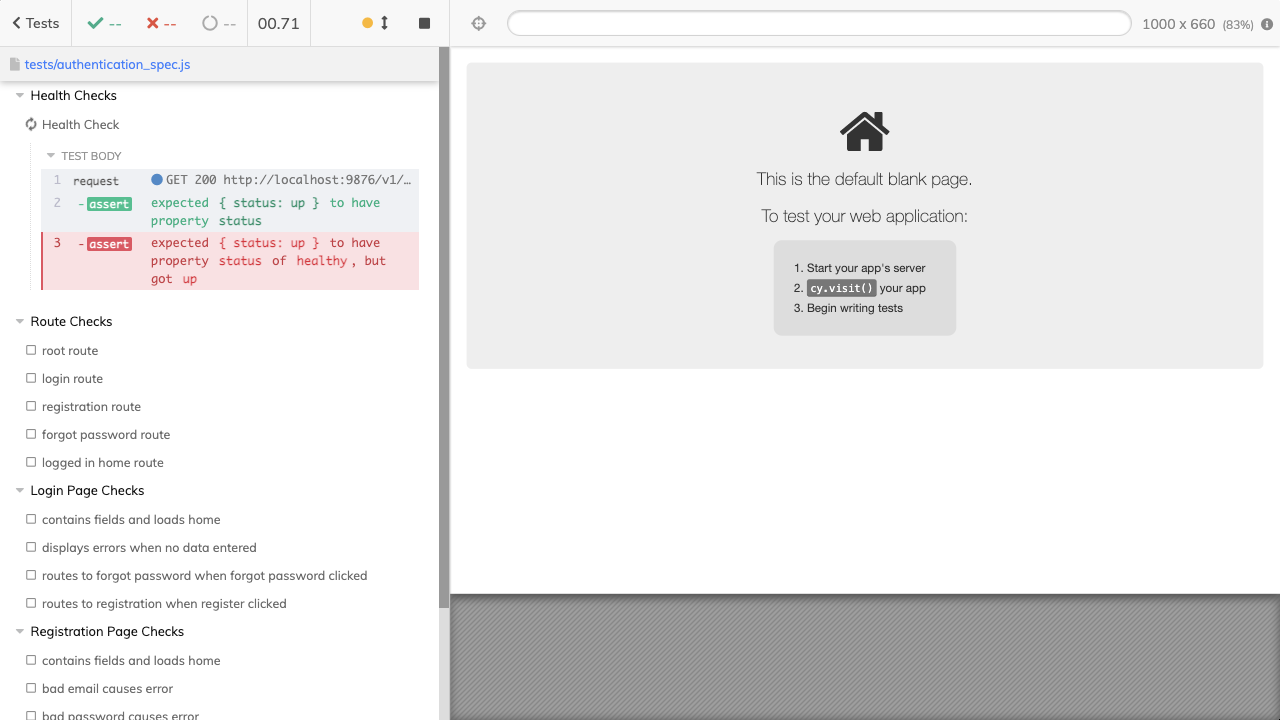 Tests
--
--
--
00.71
1000 x 660 (83%)
tests/authentication_spec.js
Health Checks
Health Check
TEST BODY
1 request GET 200 http://localhost:9876/v1/…
2 -assert expected { status: up } to have
property status
3 -assert expected { status: up } to have
property status of healthy, but
got up
Route Checks
root route
login route
registration route
forgot password route
logged in home route
Login Page Checks
contains fields and loads home
displays errors when no data entered
routes to forgot password when forgot password clicked
routes to registration when register clicked
Registration Page Checks
contains fields and loads home
bad email causes error
bad password causes error
This is the default blank page.
To test your web application:
1. Start your app's server
2. cy.visit() your app
3. Begin writing tests